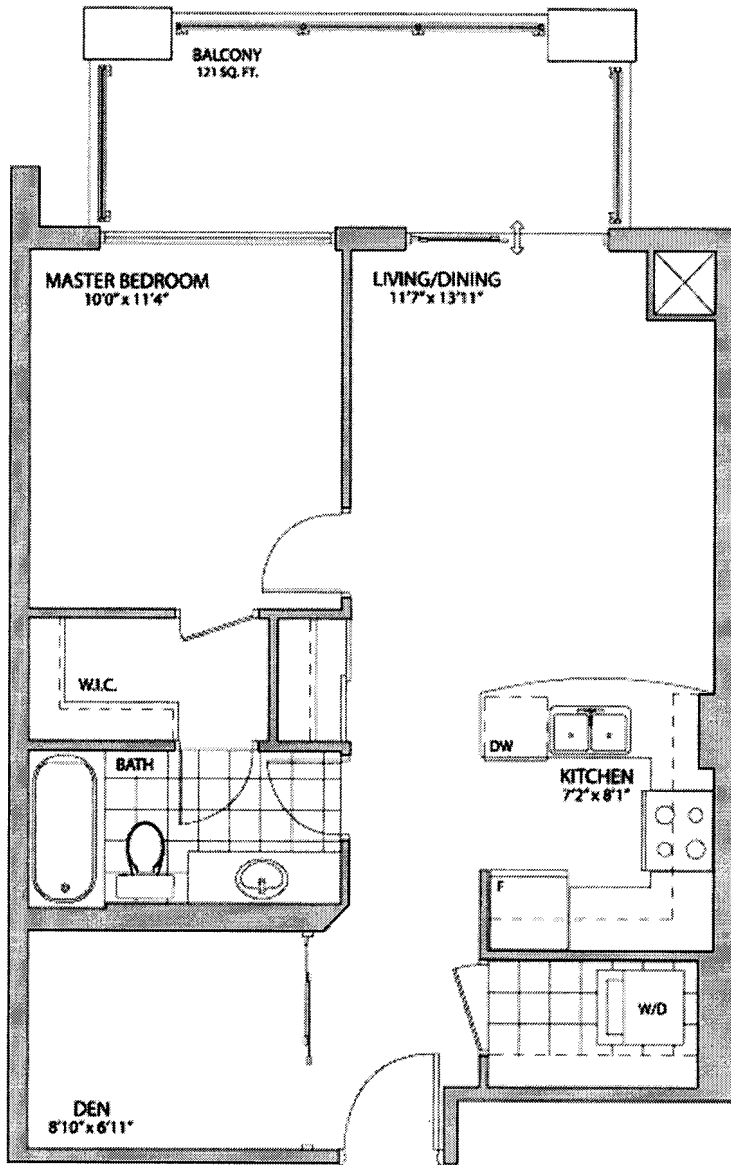 BALCONY
121 SQ. FT.
MASTER BEDROOM
10'0" x 11'4"
LIVING/DINING
11'7" x 13'11"
W.I.C.
DW
BATH
KITCHEN
7'2" x 8'1"
F
W/D
DEN
8'10" x 6'11"